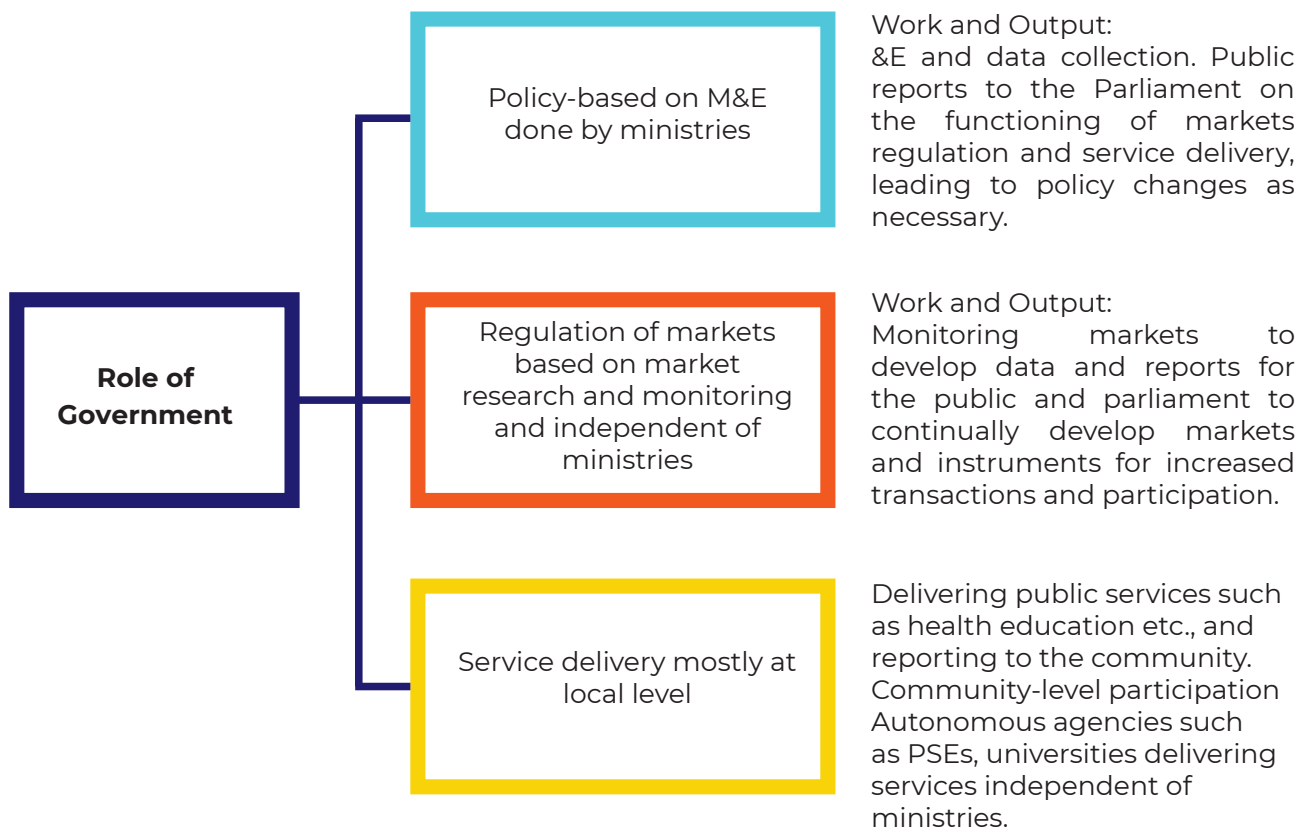 Role of
Government
Policy-based on M&E
done by ministries
Work and Output:
&E and data collection. Public
reports to the Parliament on
the functioning of markets
regulation and service delivery,
leading to policy changes as
necessary.
Regulation of markets
based on market
research and monitoring
and independent of
ministries
Work and Output:
Monitoring markets to
develop data and reports for
the public and parliament to
continually develop markets
and instruments for increased
transactions and participation.
Service delivery mostly at
local level
Delivering public services such
as health education etc., and
reporting to the community.
Community-level participation
Autonomous agencies such
as PSEs, universities delivering
services independent of
ministries.